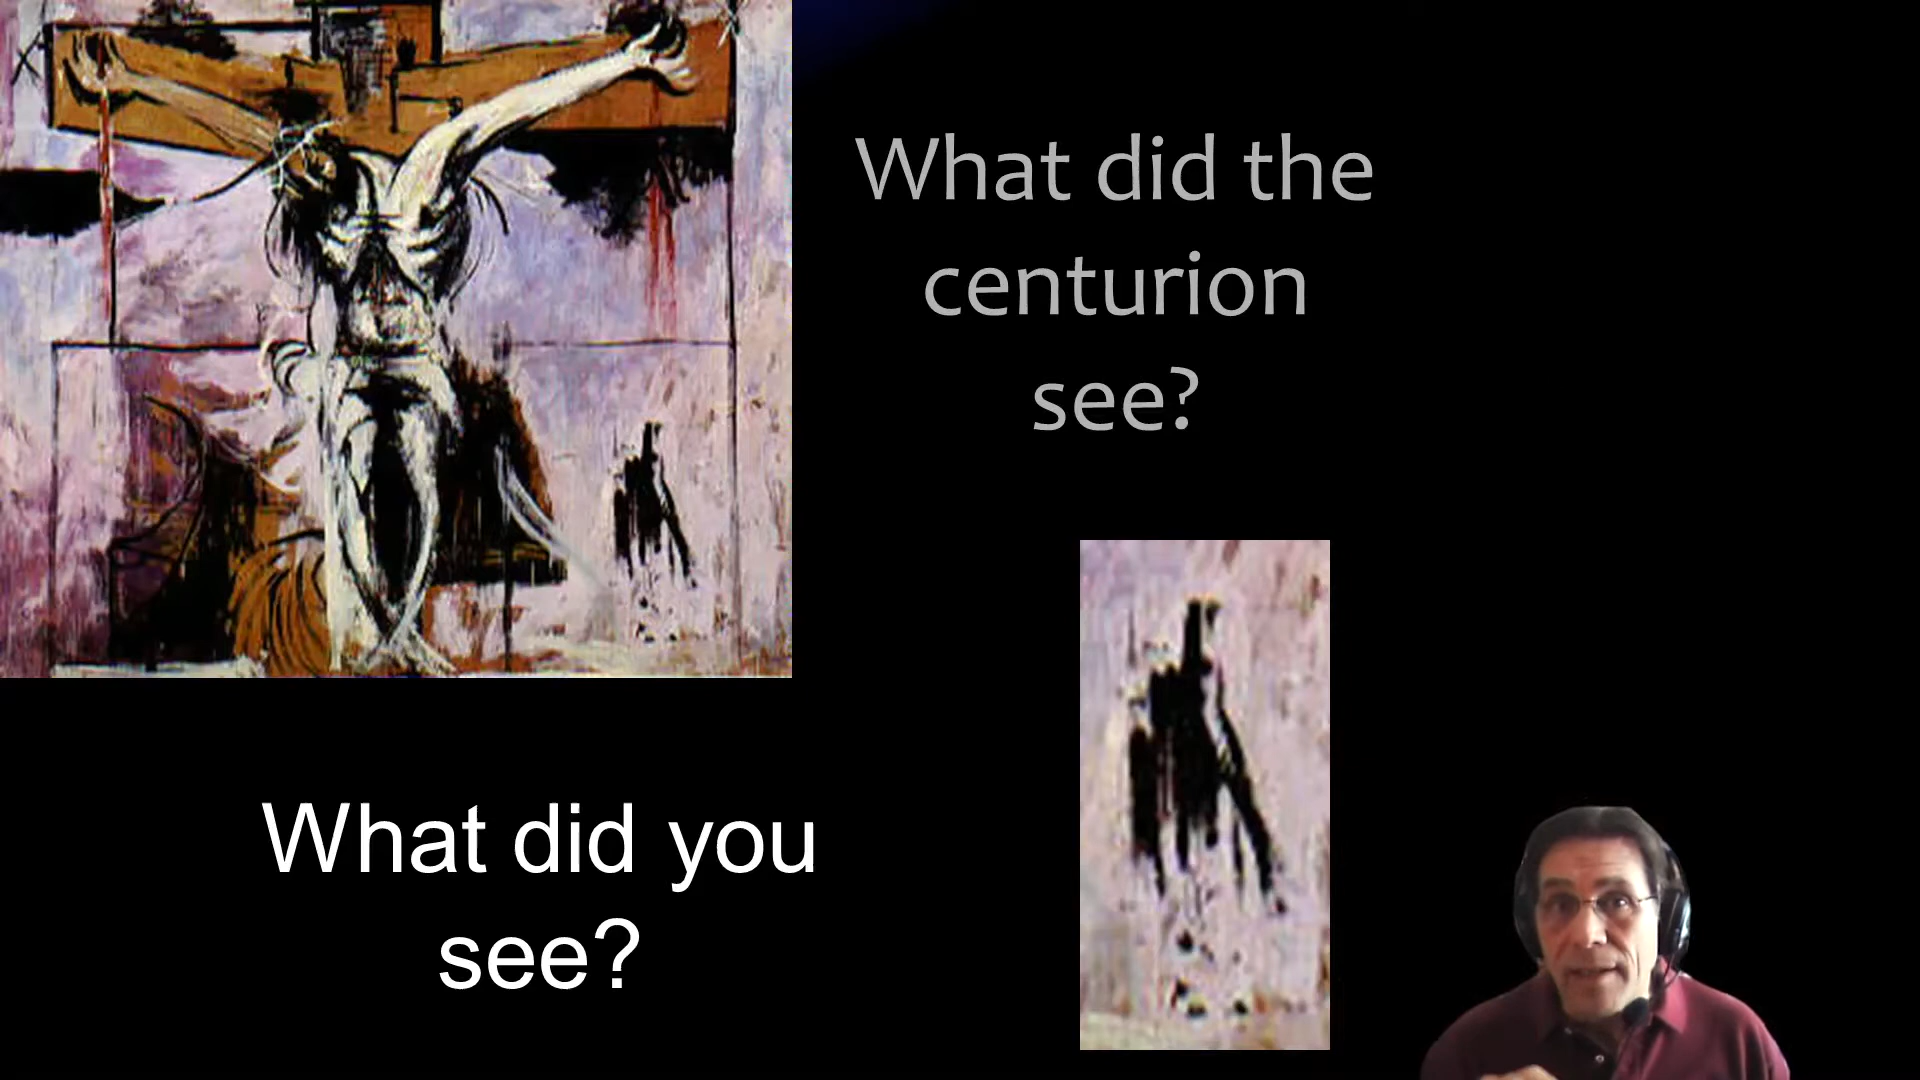 What did the
centurion
see?
What did you
see?